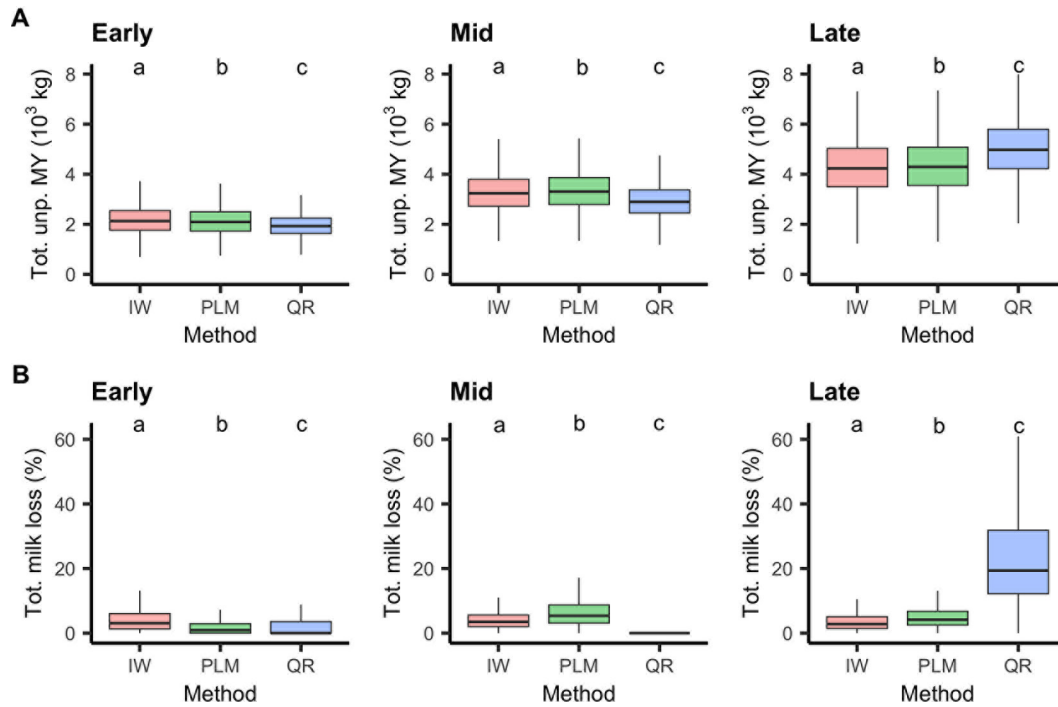 A
Early
Mid
Late
a b c
a b c
a b c
Tot. unp. MY (10³ kg)
8
6
4
2
0
Tot. unp. MY (10³ kg)
8
6
4
2
0
Tot. unp. MY (10³ kg)
8
6
4
2
0
IW PLM QR
IW PLM QR
IW PLM QR
Method
Method
Method
B
Early
Mid
Late
a b c
a b c
a b c
Tot. milk loss (%)
60
40
20
0
Tot. milk loss (%)
60
40
20
0
Tot. milk loss (%)
60
40
20
0
IW PLM QR
IW PLM QR
IW PLM QR
Method
Method
Method